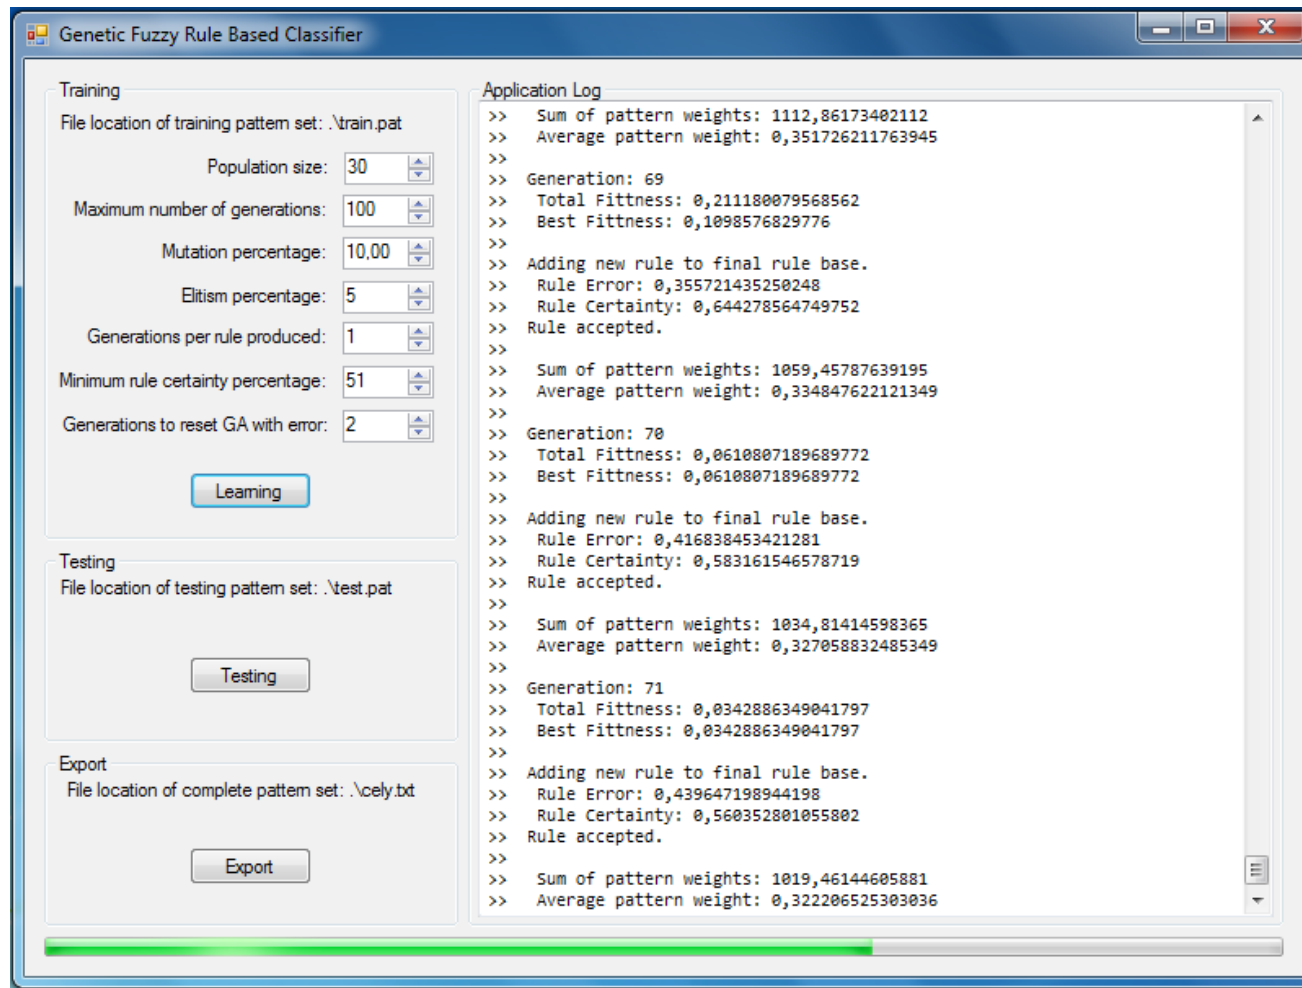 Genetic Fuzzy Rule Based Classifier
Training
File location of training pattern set: .\train.pat
Population size: 30
Maximum number of generations: 100
Mutation percentage: 10,00
Elitism percentage: 5
Generations per rule produced: 1
Minimum rule certainty percentage: 51
Generations to reset GA with error: 2
Learning
Testing
File location of testing pattern set: .\test.pat
Testing
Export
File location of complete pattern set: .\cely.txt
Export
Application Log
>> Sum of pattern weights: 1112,86173402112
>> Average pattern weight: 0,351726211763945
>>
>> Generation: 69
>> Total Fittness: 0,211180079568562
>> Best Fittness: 0,1098576829776
>>
>> Adding new rule to final rule base.
>> Rule Error: 0,355721435250248
>> Rule Certainty: 0,644278564749752
>> Rule accepted.
>>
>> Sum of pattern weights: 1059,45787639195
>> Average pattern weight: 0,334847622121349
>>
>> Generation: 70
>> Total Fittness: 0,0610807189689772
>> Best Fittness: 0,0610807189689772
>>
>> Adding new rule to final rule base.
>> Rule Error: 0,416838453421281
>> Rule Certainty: 0,583161546578719
>> Rule accepted.
>>
>> Sum of pattern weights: 1034,81414598365
>> Average pattern weight: 0,327058832485349
>>
>> Generation: 71
>> Total Fittness: 0,0342886349041797
>> Best Fittness: 0,0342886349041797
>>
>> Adding new rule to final rule base.
>> Rule Error: 0,439647198944198
>> Rule Certainty: 0,560352801055802
>> Rule accepted.
>>
>> Sum of pattern weights: 1019,46144605881
>> Average pattern weight: 0,322206525303036